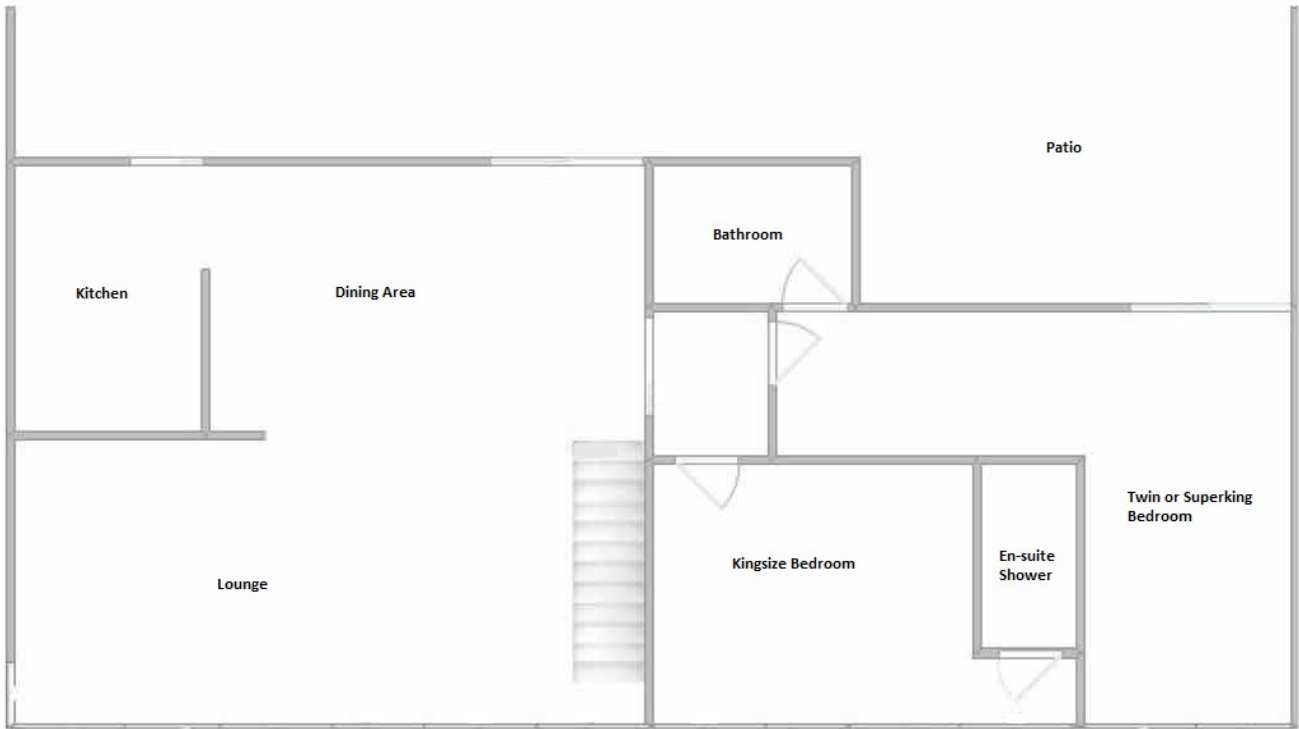 Patio
Bathroom
Kitchen
Dining Area
Twin or Superking
Bedroom
Kingsize Bedroom
En-suite
Shower
Lounge